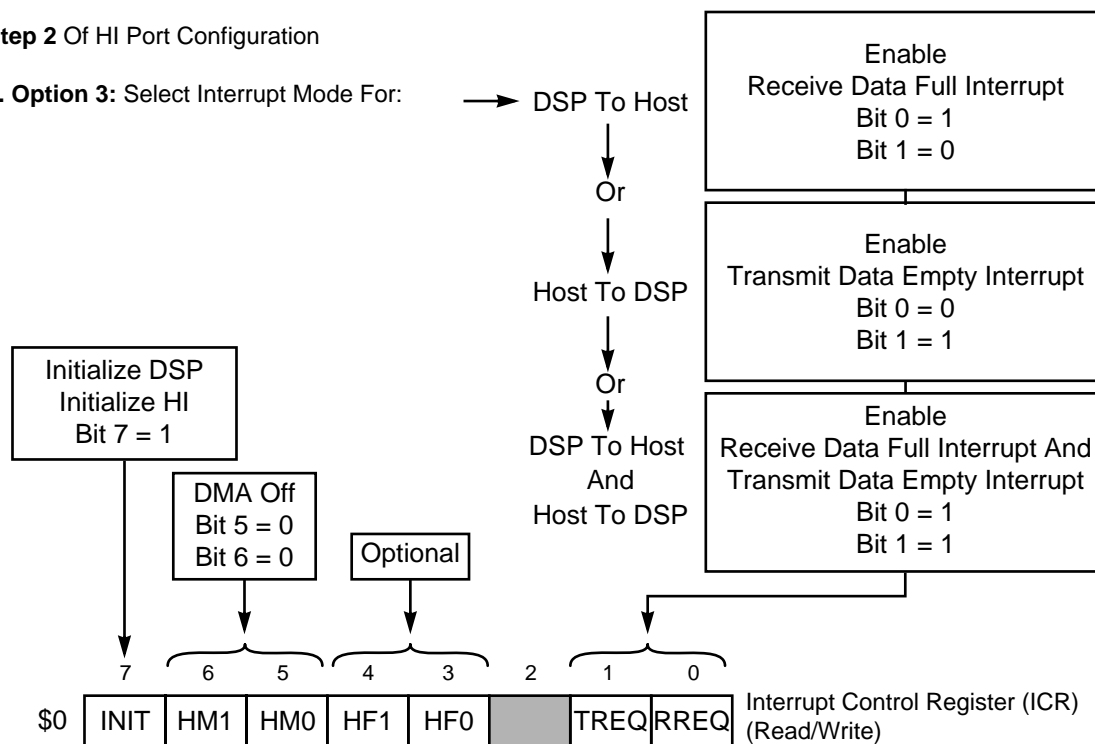 tep 2 Of HI Port Configuration
. Option 3: Select Interrupt Mode For:
DSP To Host
Or
Host To DSP
Or
DSP To Host
And
Host To DSP
Enable
Receive Data Full Interrupt
Bit 0 = 1
Bit 1 = 0
Enable
Transmit Data Empty Interrupt
Bit 0 = 0
Bit 1 = 1
Enable
Receive Data Full Interrupt And
Transmit Data Empty Interrupt
Bit 0 = 1
Bit 1 = 1
Initialize DSP
Initialize HI
Bit 7 = 1
DMA Off
Bit 5 = 0
Bit 6 = 0
Optional
7 6 5 4 3 2 1 0
$0 INIT HM1 HM0 HF1 HF0 TREQ RREQ
Interrupt Control Register (ICR)
(Read/Write)